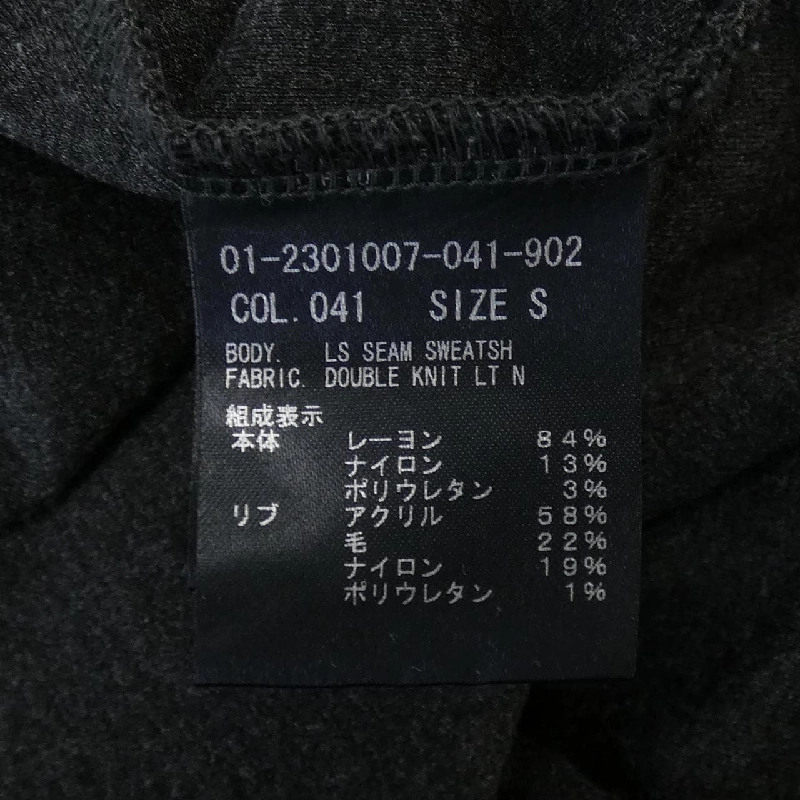 01-2301007-041-902
COL.041 SIZE S
BODY. LS SEAM SWEATSH
FABRIC. DOUBLE KNIT LT N
組成表示
本体 レーヨン 84%
ナイロン 13%
ポリウレタン 3%
リブ アクリル 58%
毛 22%
ナイロン 19%
ポリウレタン 1%